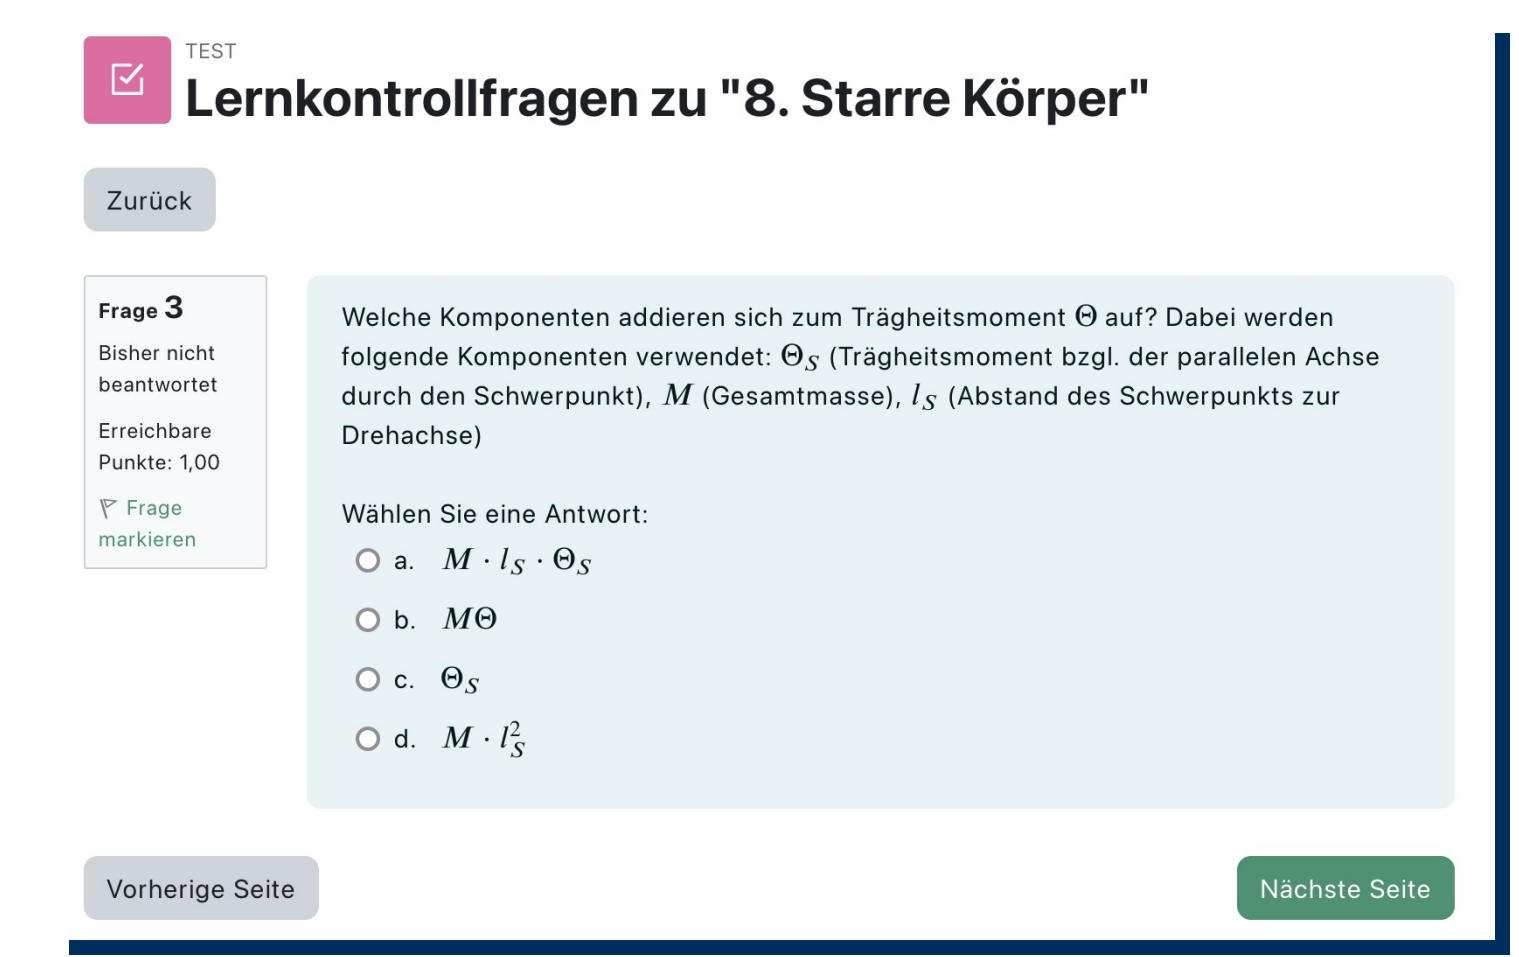 TEST
Lernkontrollfragen zu "8. Starre Körper"
Zurück
Frage 3
Bisher nicht
beantwortet
Erreichbare
Punkte: 1,00
Frage
markieren
Welche Komponenten addieren sich zum Trägheitsmoment Θ auf? Dabei werden
folgende Komponenten verwendet: Θ_S (Trägheitsmoment bzgl. der parallelen Achse
durch den Schwerpunkt), M (Gesamtmasse), l_S (Abstand des Schwerpunkts zur
Drehachse)
Wählen Sie eine Antwort:
a. M · l_S · Θ_S
b. MΘ
c. Θ_S
d. M · l_S^2
Vorherige Seite
Nächste Seite